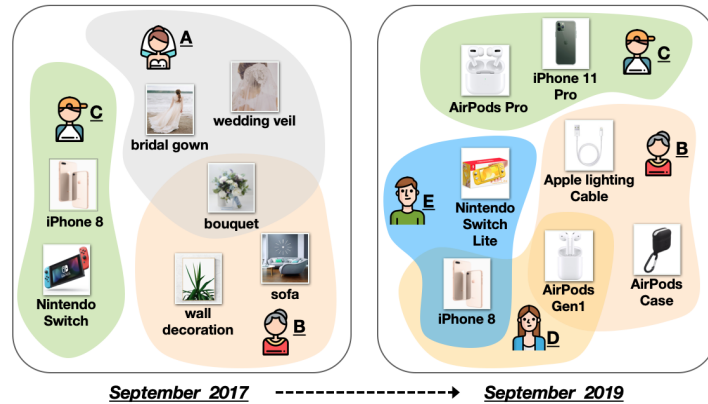 A
wedding veil
bridal gown
C
bouquet
iPhone 8
Nintendo
Switch
wall
decoration
sofa
B
September 2017
iPhone 11
Pro
C
AirPods Pro
B
Apple lighting
Cable
E
Nintendo
Switch
Lite
AirPods
Gen1
AirPods
Case
iPhone 8
D
September 2019